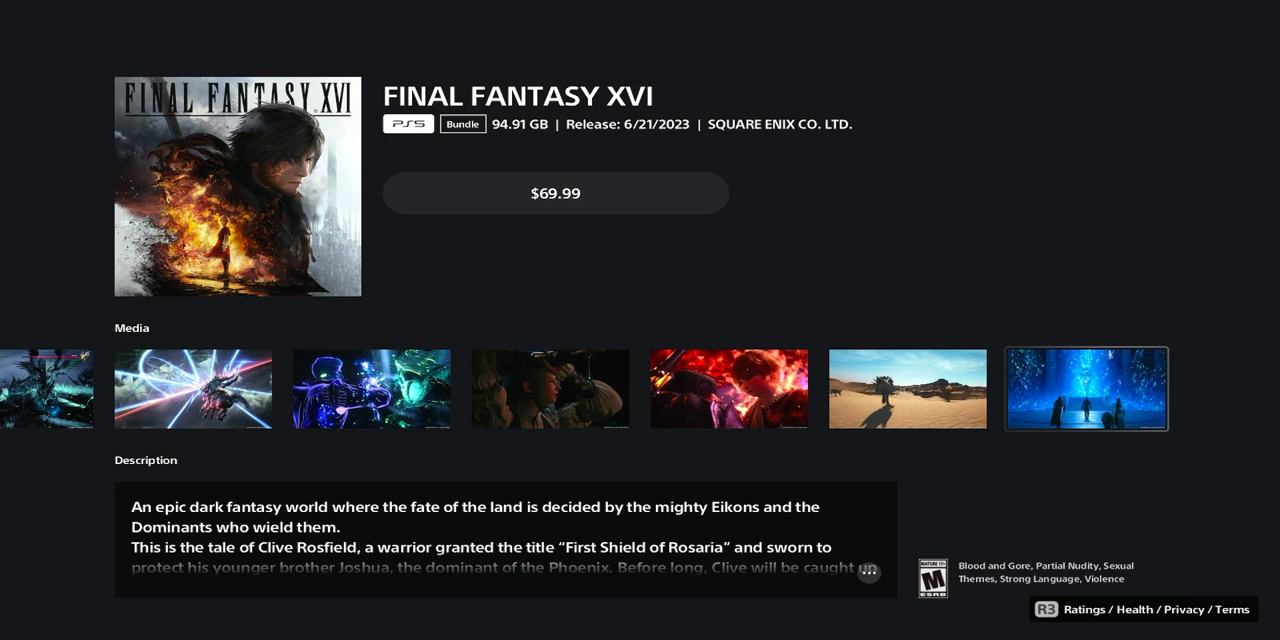 FINAL FANTASY XVI
FINAL FANTASY XVI
PS5 Bundle 94.91 GB | Release: 6/21/2023 | SQUARE ENIX CO. LTD.
$69.99
Media
Description
An epic dark fantasy world where the fate of the land is decided by the mighty Eikons and the
Dominants who wield them.
This is the tale of Clive Rosfield, a warrior granted the title “First Shield of Rosaria” and sworn to
protect his younger brother Joshua, the dominant of the Phoenix. Before long, Clive will be caught up
...
MATURE 17+
M
ESRB
Blood and Gore, Partial Nudity, Sexual
Themes, Strong Language, Violence
R3 Ratings / Health / Privacy / Terms